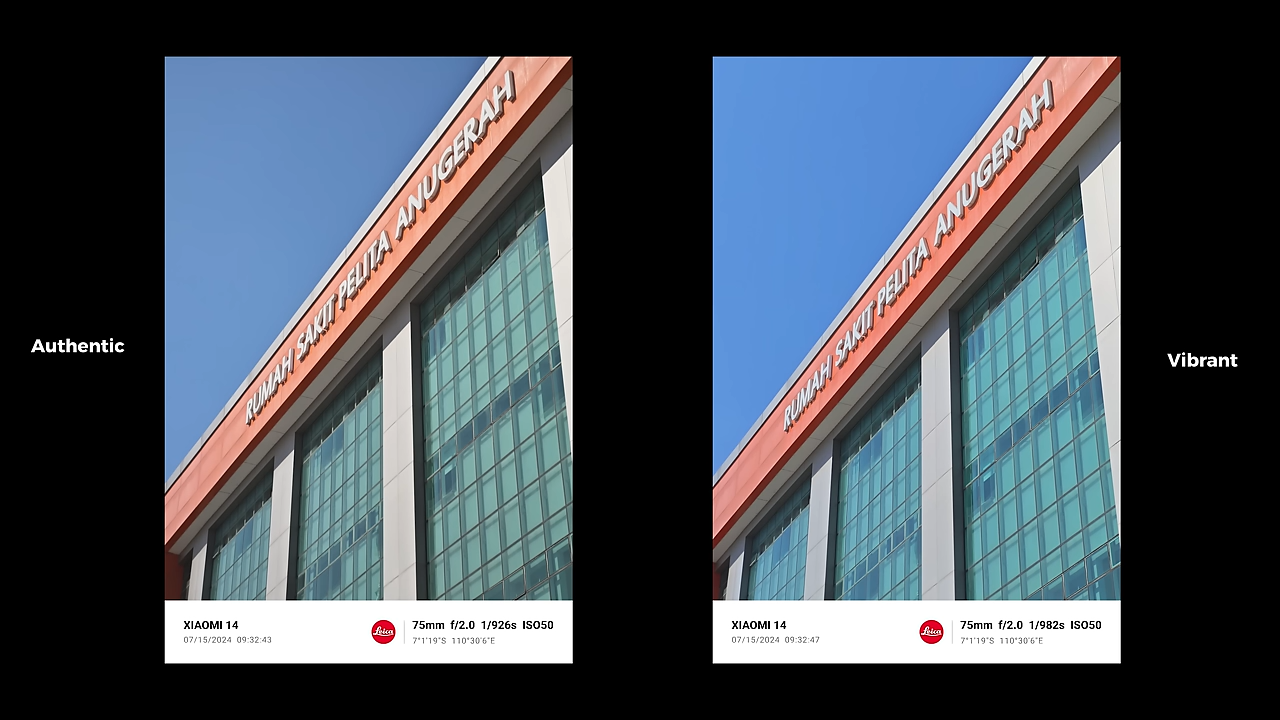 Authentic
RUMAH SAKIT PELITA ANUGERAH
XIAOMI 14
07/15/2024 09:32:43
Leica
75mm f/2.0 1/926s ISO50
7°1'19"S 110°30'6"E
RUMAH SAKIT PELITA ANUGERAH
XIAOMI 14
07/15/2024 09:32:47
Leica
75mm f/2.0 1/982s ISO50
7°1'19"S 110°30'6"E
Vibrant